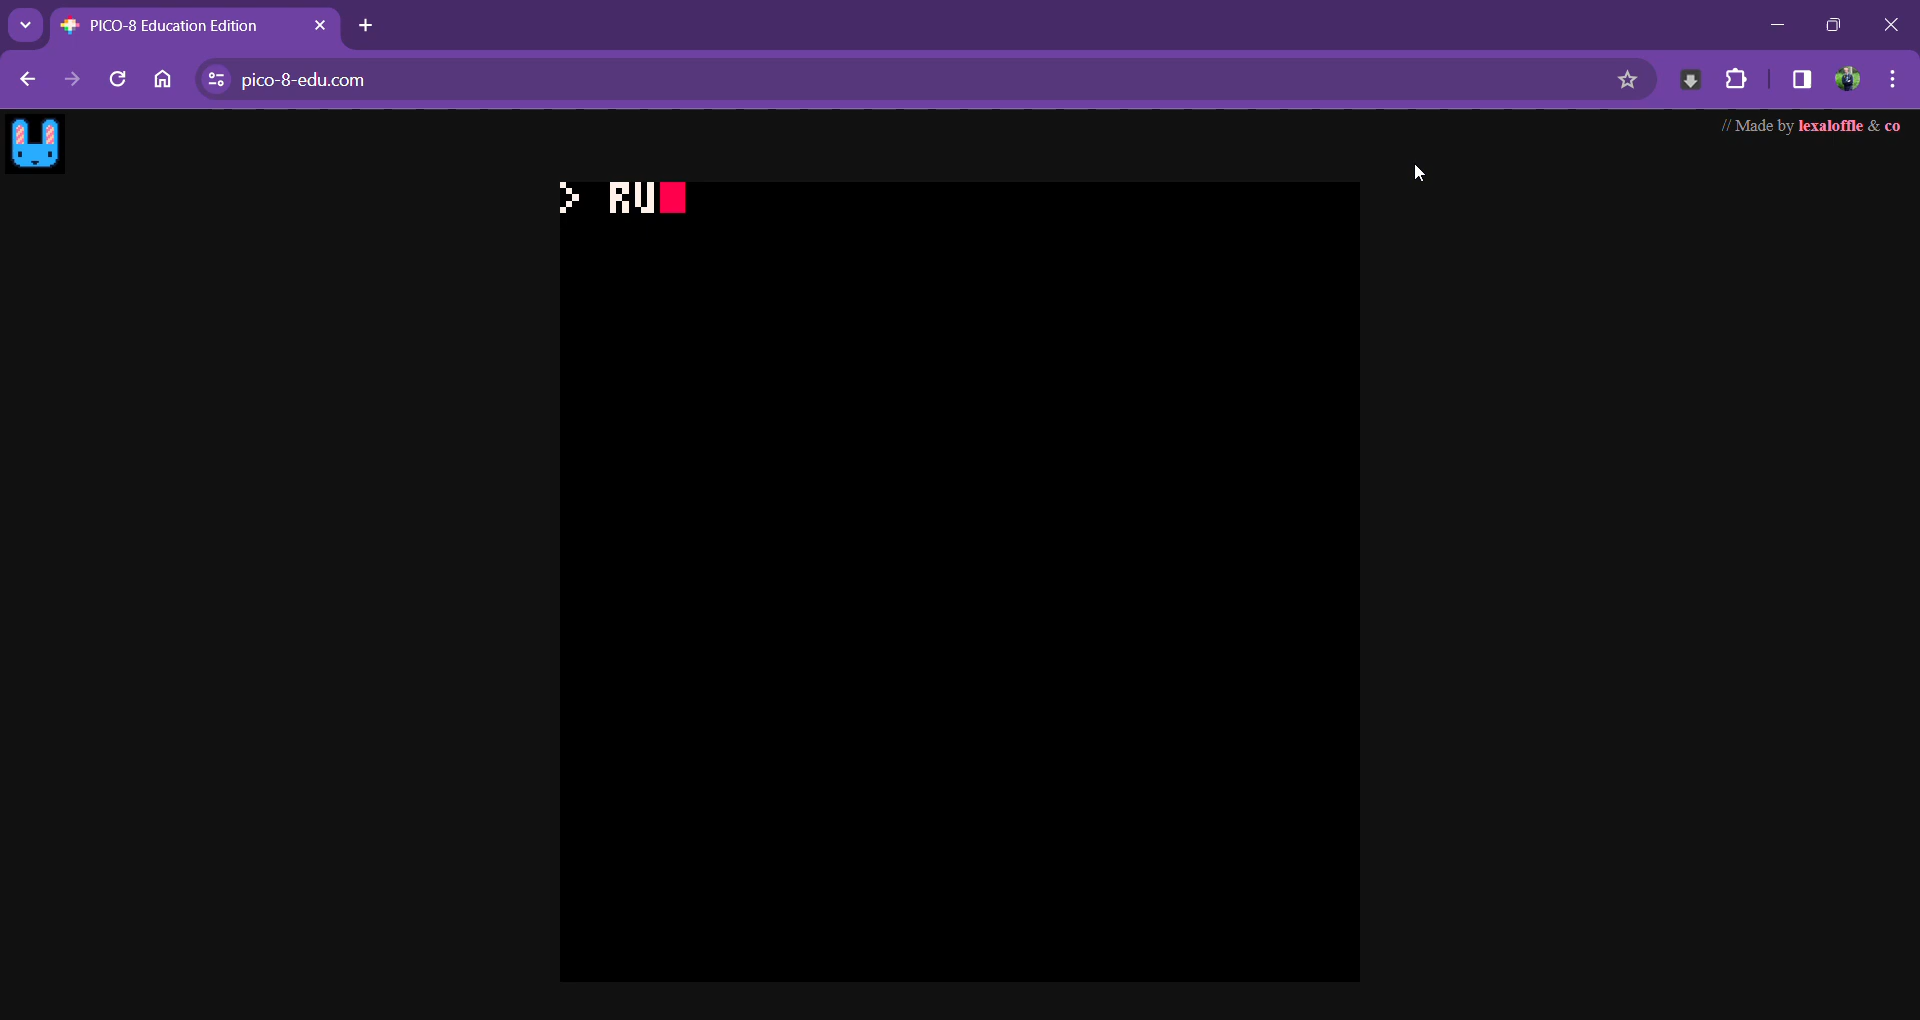 PICO-8 Education Edition
pico-8-edu.com
// Made by lexaloffle & co
> RU